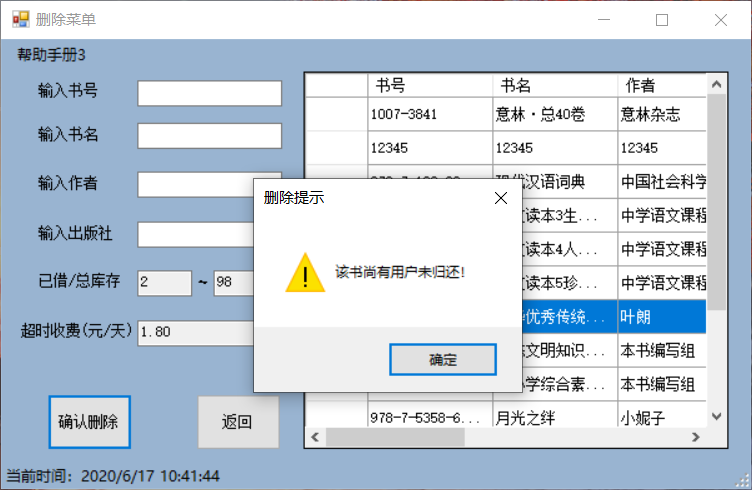 删除菜单
帮助手册3
输入书号
输入书名
输入作者
输入出版社
已借/总库存 2 ~ 98
超时收费(元/天) 1.80
确认删除 返回
书号 书名 作者
1007-3841 意林·总40卷 意林杂志
12345 12345 12345
现代汉语词典 中国社会科学
读本3生... 中学语文课程
读本4人... 中学语文课程
读本5珍... 中学语文课程
优秀传统... 叶朗
文明知识... 本书编写组
学综合素... 本书编写组
978-7-5358-6... 月光之绊 小妮子
删除提示
该书尚有用户未归还!
确定
当前时间: 2020/6/17 10:41:44